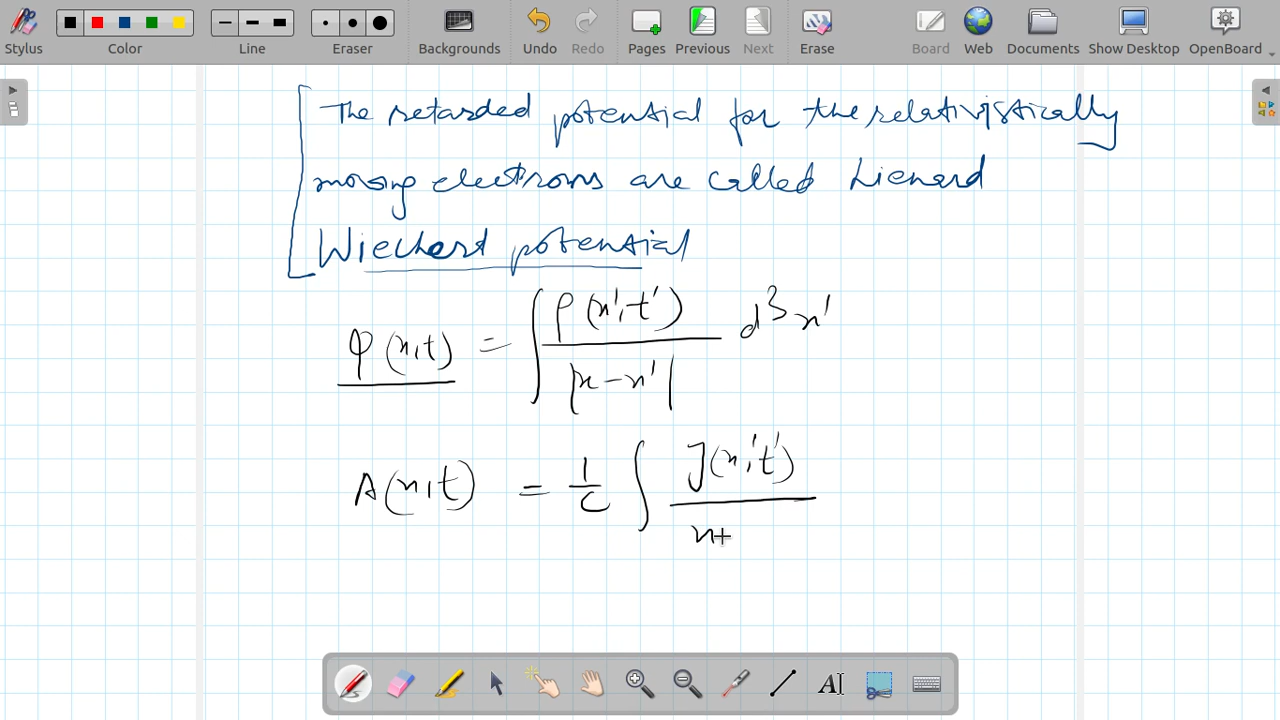 Stylus Color Line Eraser Backgrounds Undo Redo Pages Previous Next Erase Board Web Documents Show Desktop OpenBoard
The retarded potential for the relativistically
moving electrons are called Lienard
Wiechert potential
φ(x,t) = ∫ ρ(x',t') / |x-x'| d³x'
A(x,t) = 1/c ∫ J(x',t') / x